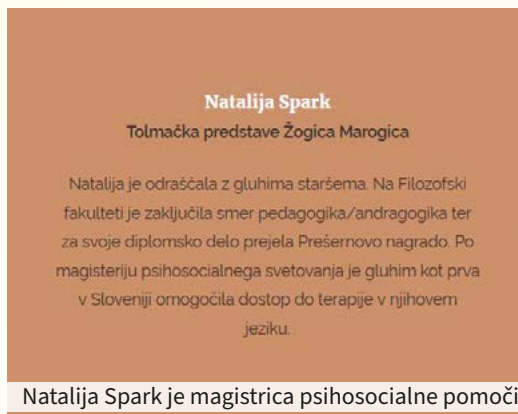 Natalija Spark
Tolmačka predstave Žogica Marogica
Natalija je odraščala z gluhima staršema. Na Filozofski
fakulteti je zaključila smer pedagogika/andragogika ter
za svoje diplomsko delo prejela Prešernovo nagrado. Po
magisteriju psihosocialnega svetovanja je gluhim kot prva
v Sloveniji omogočila dostop do terapije v njihovem
jeziku.
Natalija Spark je magistrica psihosocialne pomoči